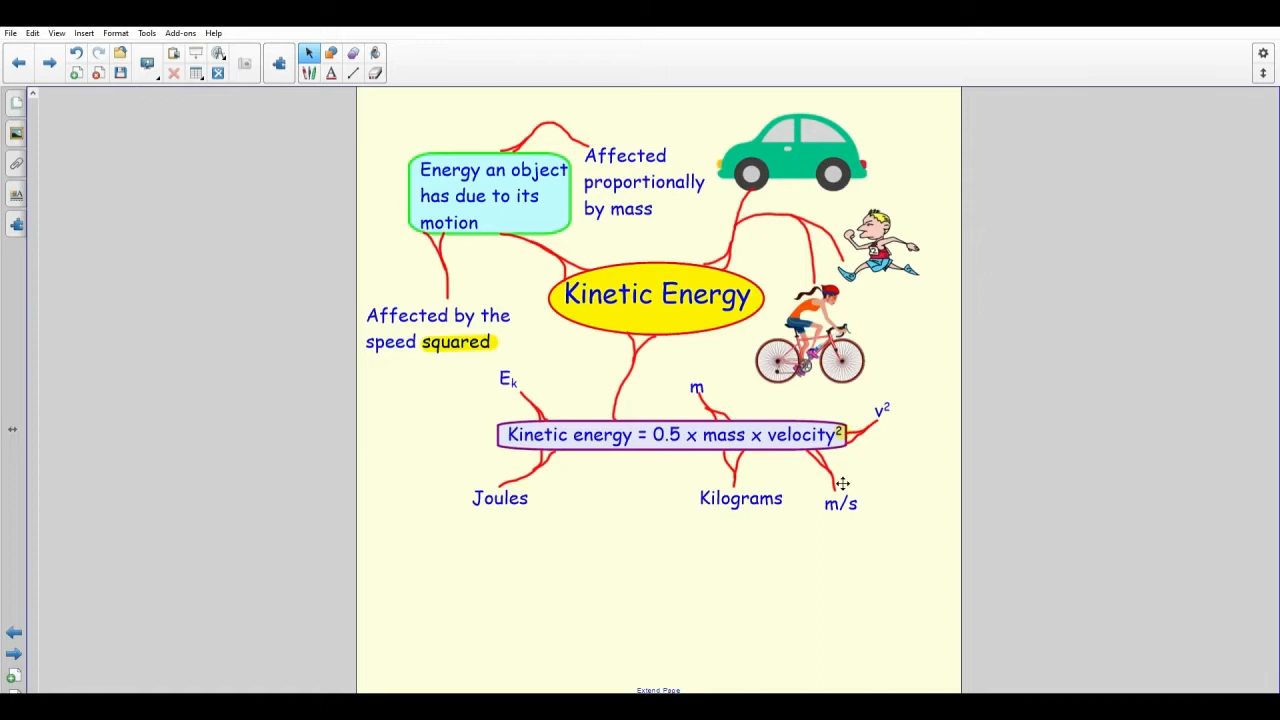 File Edit View Insert Format Tools Add-ons Help
Energy an object
has due to its
motion
Affected
proportionally
by mass
Kinetic Energy
Affected by the
speed squared
Eₖ
m
v²
Kinetic energy = 0.5 x mass x velocity²
Joules
Kilograms
m/s
Extend Page